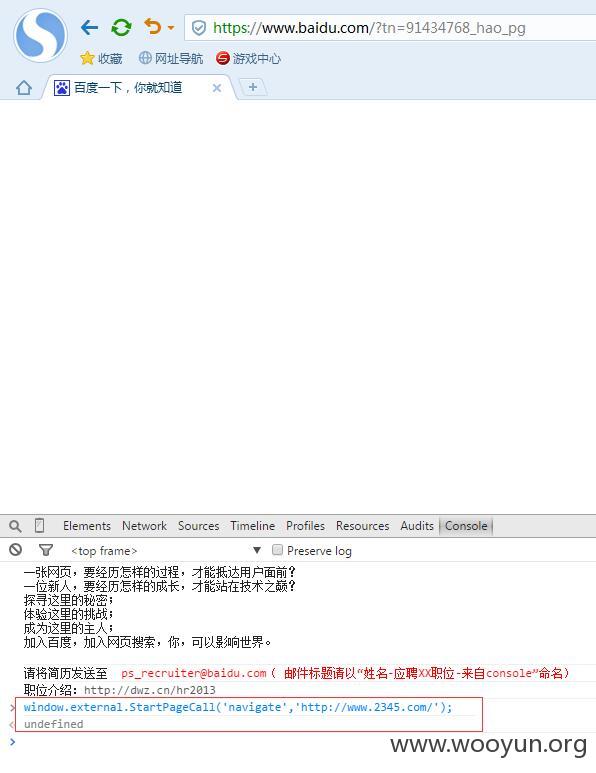 https://www.baidu.com/?tn=91434768_hao_pg
收藏 网址导航 游戏中心
百度一下，你就知道
Elements Network Sources Timeline Profiles Resources Audits Console
<top frame> Preserve log
一张网页，要经历怎样的过程，才能抵达用户面前？
一位新人，要经历怎样的成长，才能站在技术之巅？
探寻这里的秘密；
体验这里的挑战；
成为这里的主人；
加入百度，加入网页搜索，你，可以影响世界。
请将简历发送至 ps_recruiter@baidu.com（ 邮件标题请以“姓名-应聘XX职位-来自console”命名）
职位介绍：http://dwz.cn/hr2013
window.external.StartPageCall('navigate','http://www.2345.com/');
undefined
www.wooyun.org